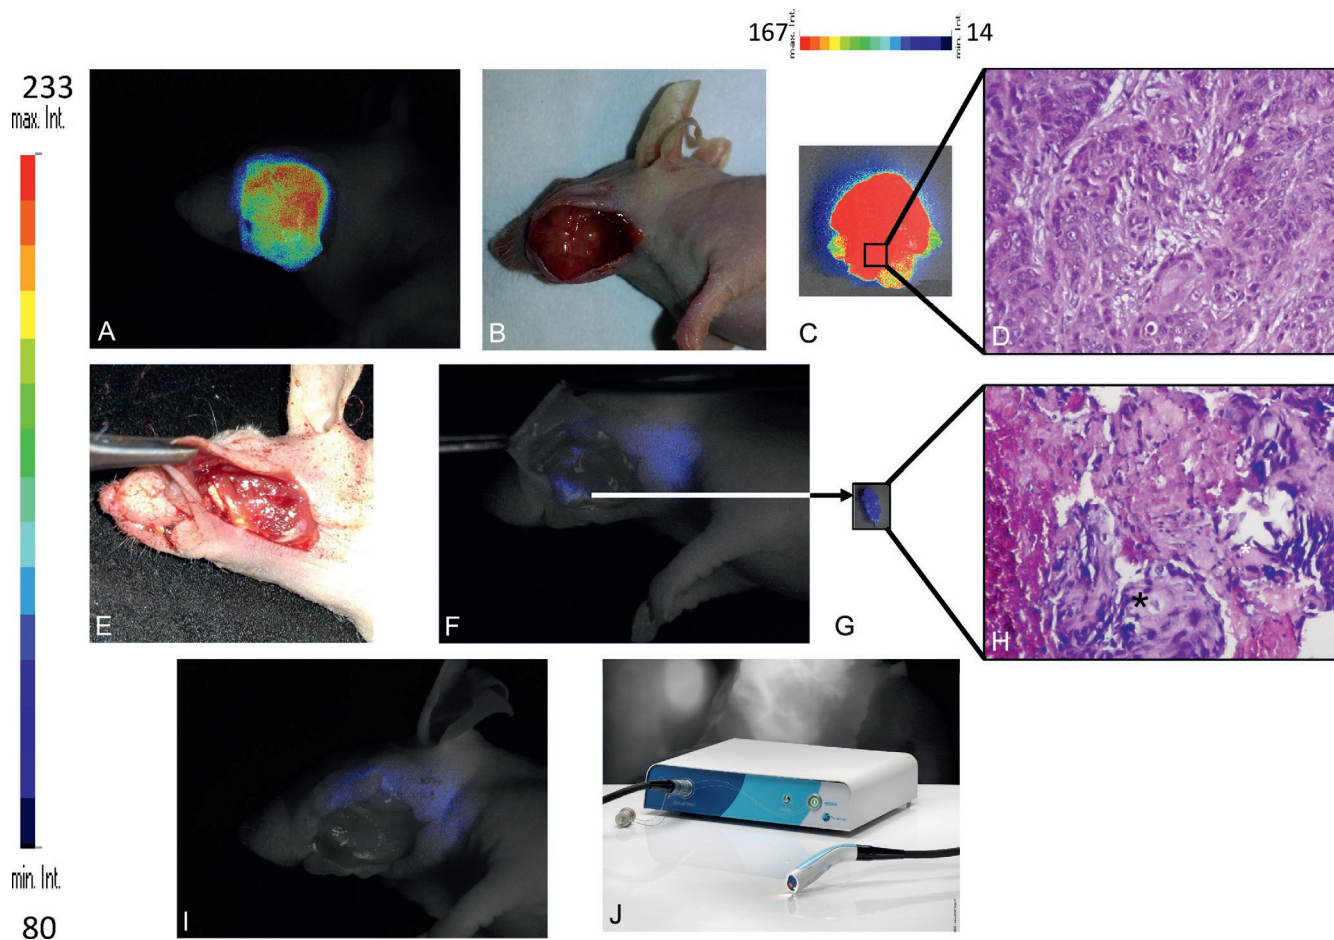 167 max. Int. min. Int. 14
233
max. Int.
A
B
C
D
E
F
G
*
*
H
min. Int.
80
I
J